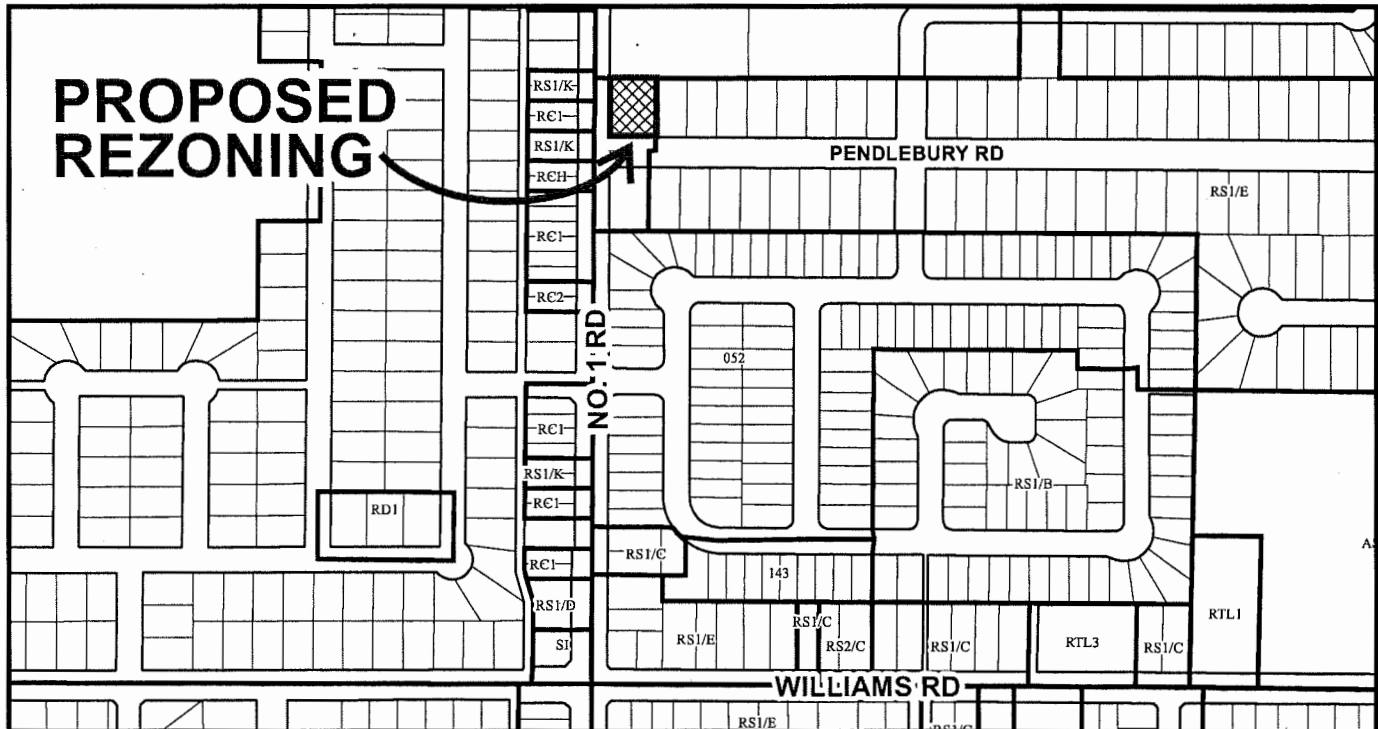 PROPOSED
REZONING
RS1/K
RC1
RS1/K
RCH
RC1
RC2
PENDLEBURY RD
RS1/E
NO. 1 RD
052
RC1
RS1/K
RC1
RS1/B
RD1
RC1
RS1/C
143
RS1/D
RS1/E
RS1/C
RS2/C
RS1/C
RTL3
RS1/C
RTL1
WILLIAMS RD
RS1/E